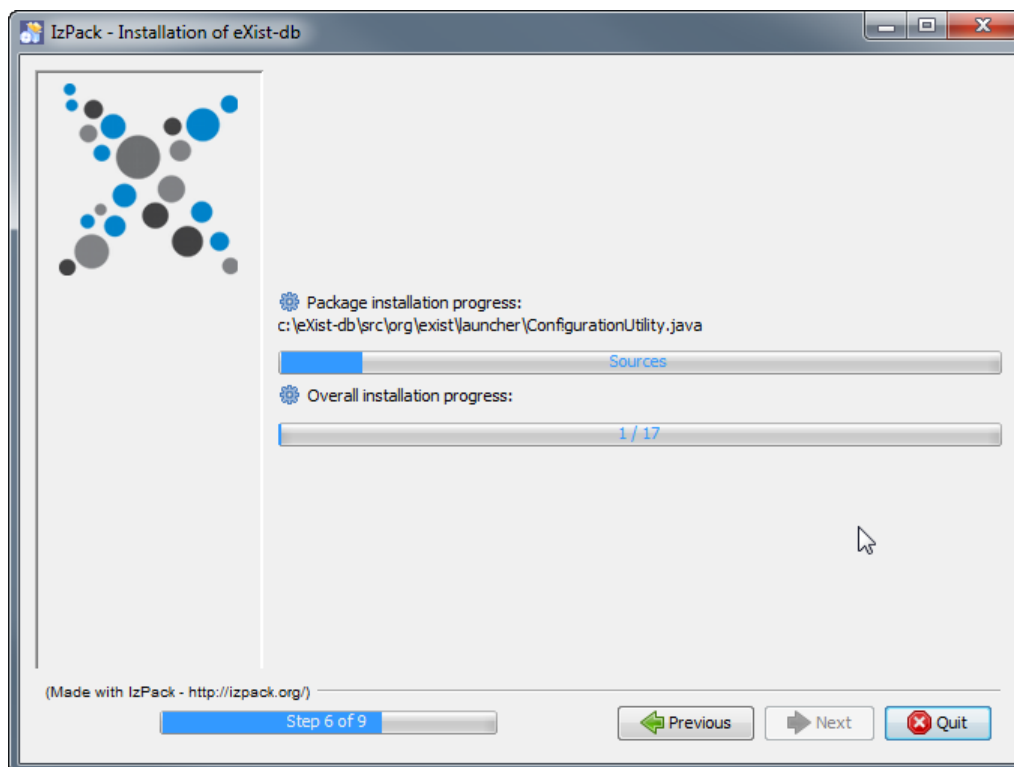 IzPack - Installation of eXist-db
Package installation progress:
c:\eXist-db\src\org\exist\launcher\ConfigurationUtility.java
Sources
Overall installation progress:
1 / 17
(Made with IzPack - http://izpack.org/)
Step 6 of 9
Previous
Next
Quit